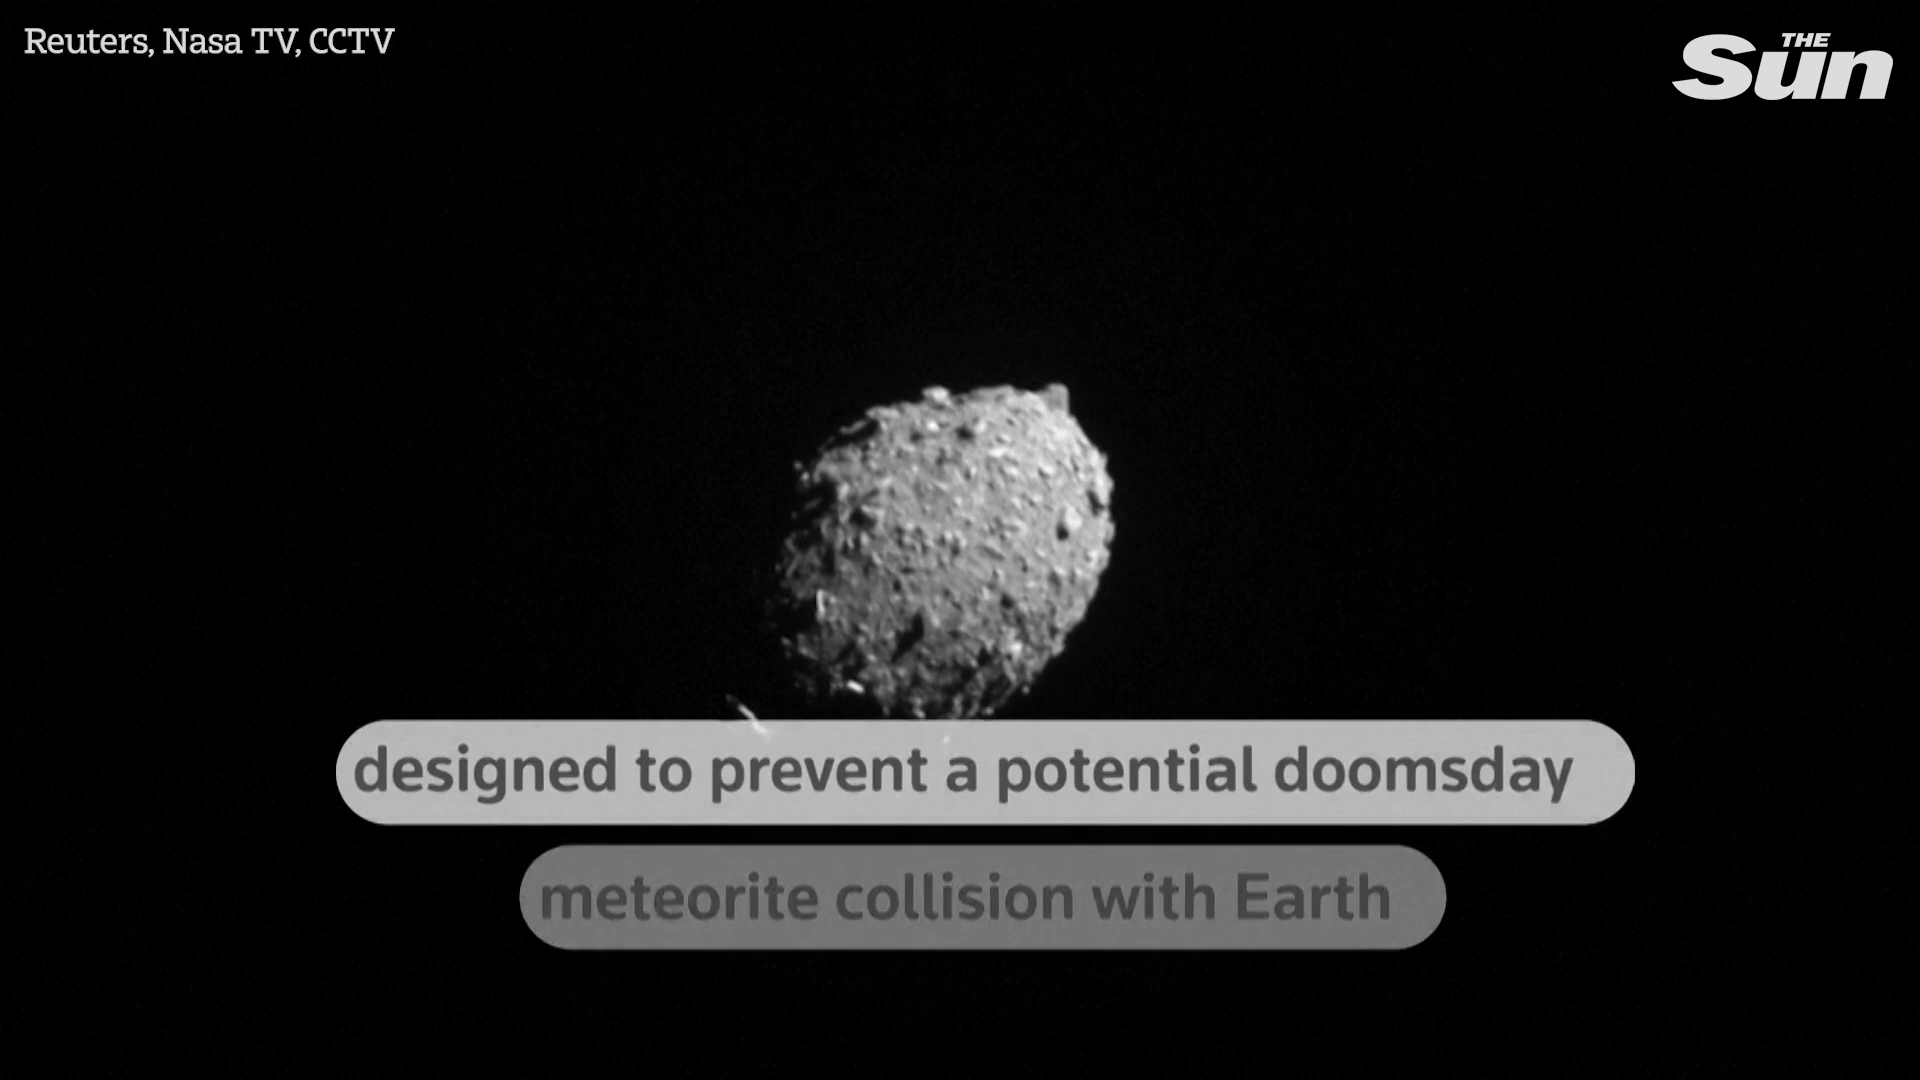 Reuters, Nasa TV, CCTV
THE
Sun
designed to prevent a potential doomsday
meteorite collision with Earth